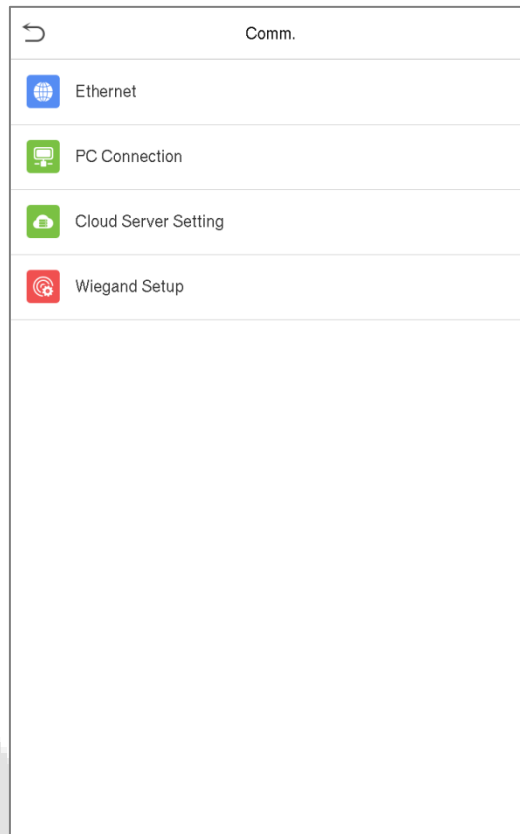 Comm.
Ethernet
PC Connection
Cloud Server Setting
Wiegand Setup